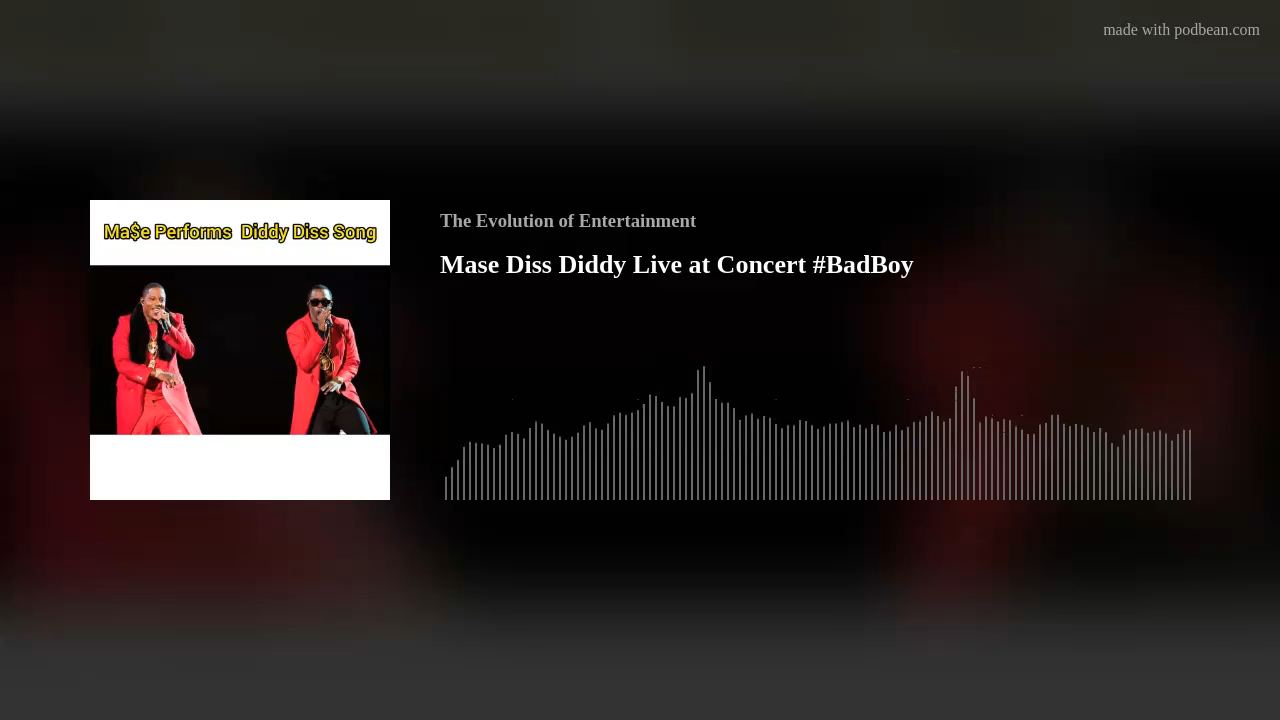 made with podbean.com
Ma$e Performs Diddy Diss Song
The Evolution of Entertainment
Mase Diss Diddy Live at Concert #BadBoy